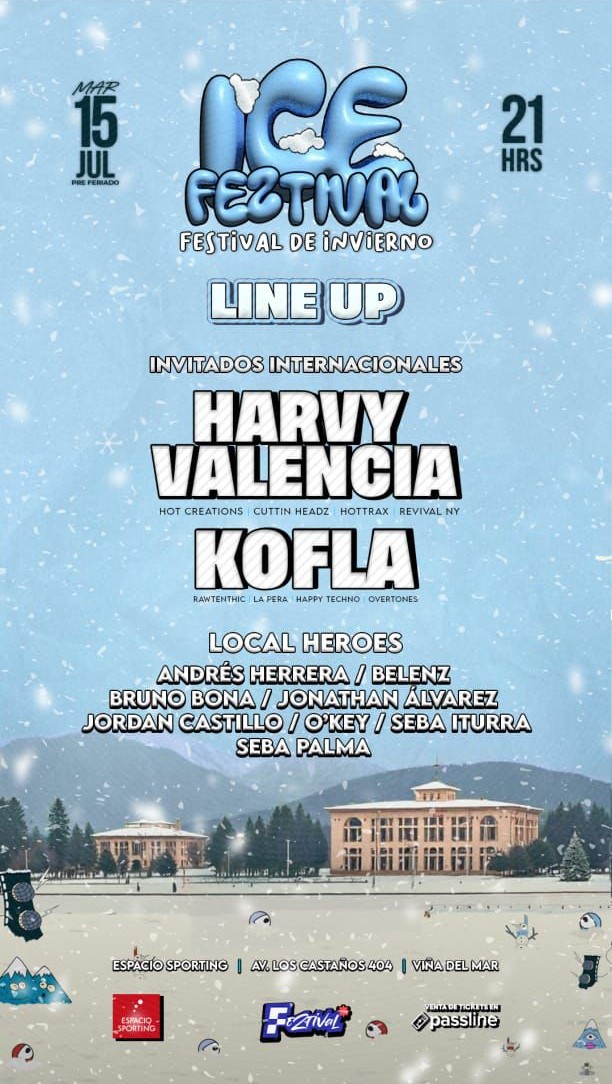 MAR
15
JUL
PRE FERIADO
ICE
FEZTIVAL
FESTIVAL DE INVIERNO
21
HRS
LINE UP
INVITADOS INTERNACIONALES
HARVY
VALENCIA
HOT CREATIONS | CUTTIN HEADZ | HOTTRAX | REVIVAL NY
KOFLA
RAWTENTHIC | LA PERA | HAPPY TECHNO | OVERTONES
LOCAL HEROES
ANDRÉS HERRERA / BELENZ
BRUNO BONA / JONATHAN ÁLVAREZ
JORDAN CASTILLO / O'KEY / SEBA ITURRA
SEBA PALMA
ESPACIO SPORTING | AV. LOS CASTAÑOS 404 | VIÑA DEL MAR
ESPACIO
SPORTING
FEZTIVAL
VENTA DE TICKETS EN
passline